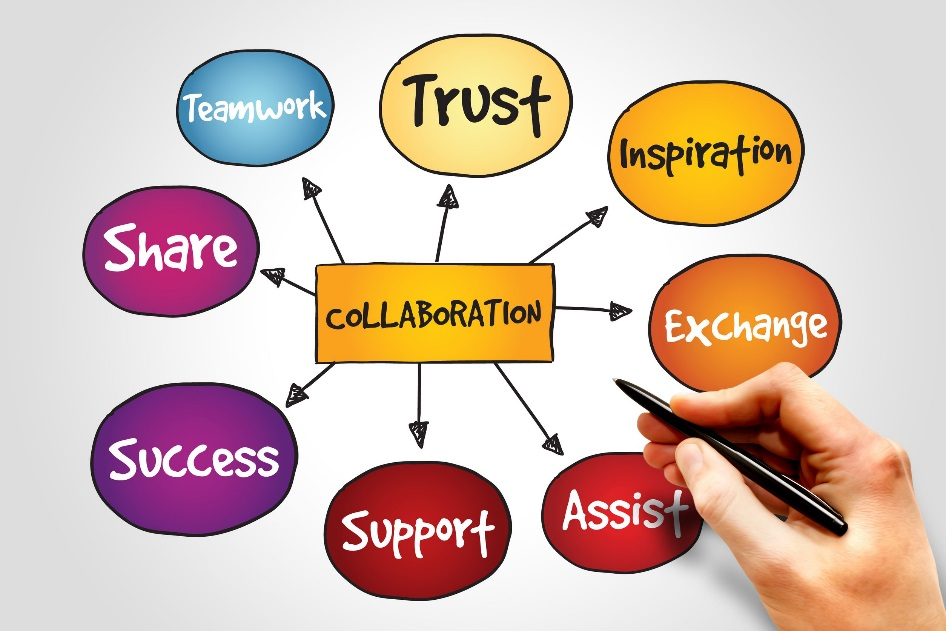 Teamwork
Trust
Inspiration
Share
COLLABORATION
Exchange
Success
Support
Assist